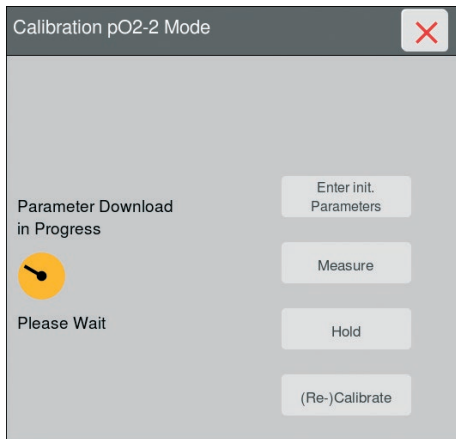 Calibration pO2-2 Mode
Parameter Download
in Progress
Please Wait
Enter init.
Parameters
Measure
Hold
(Re-)Calibrate